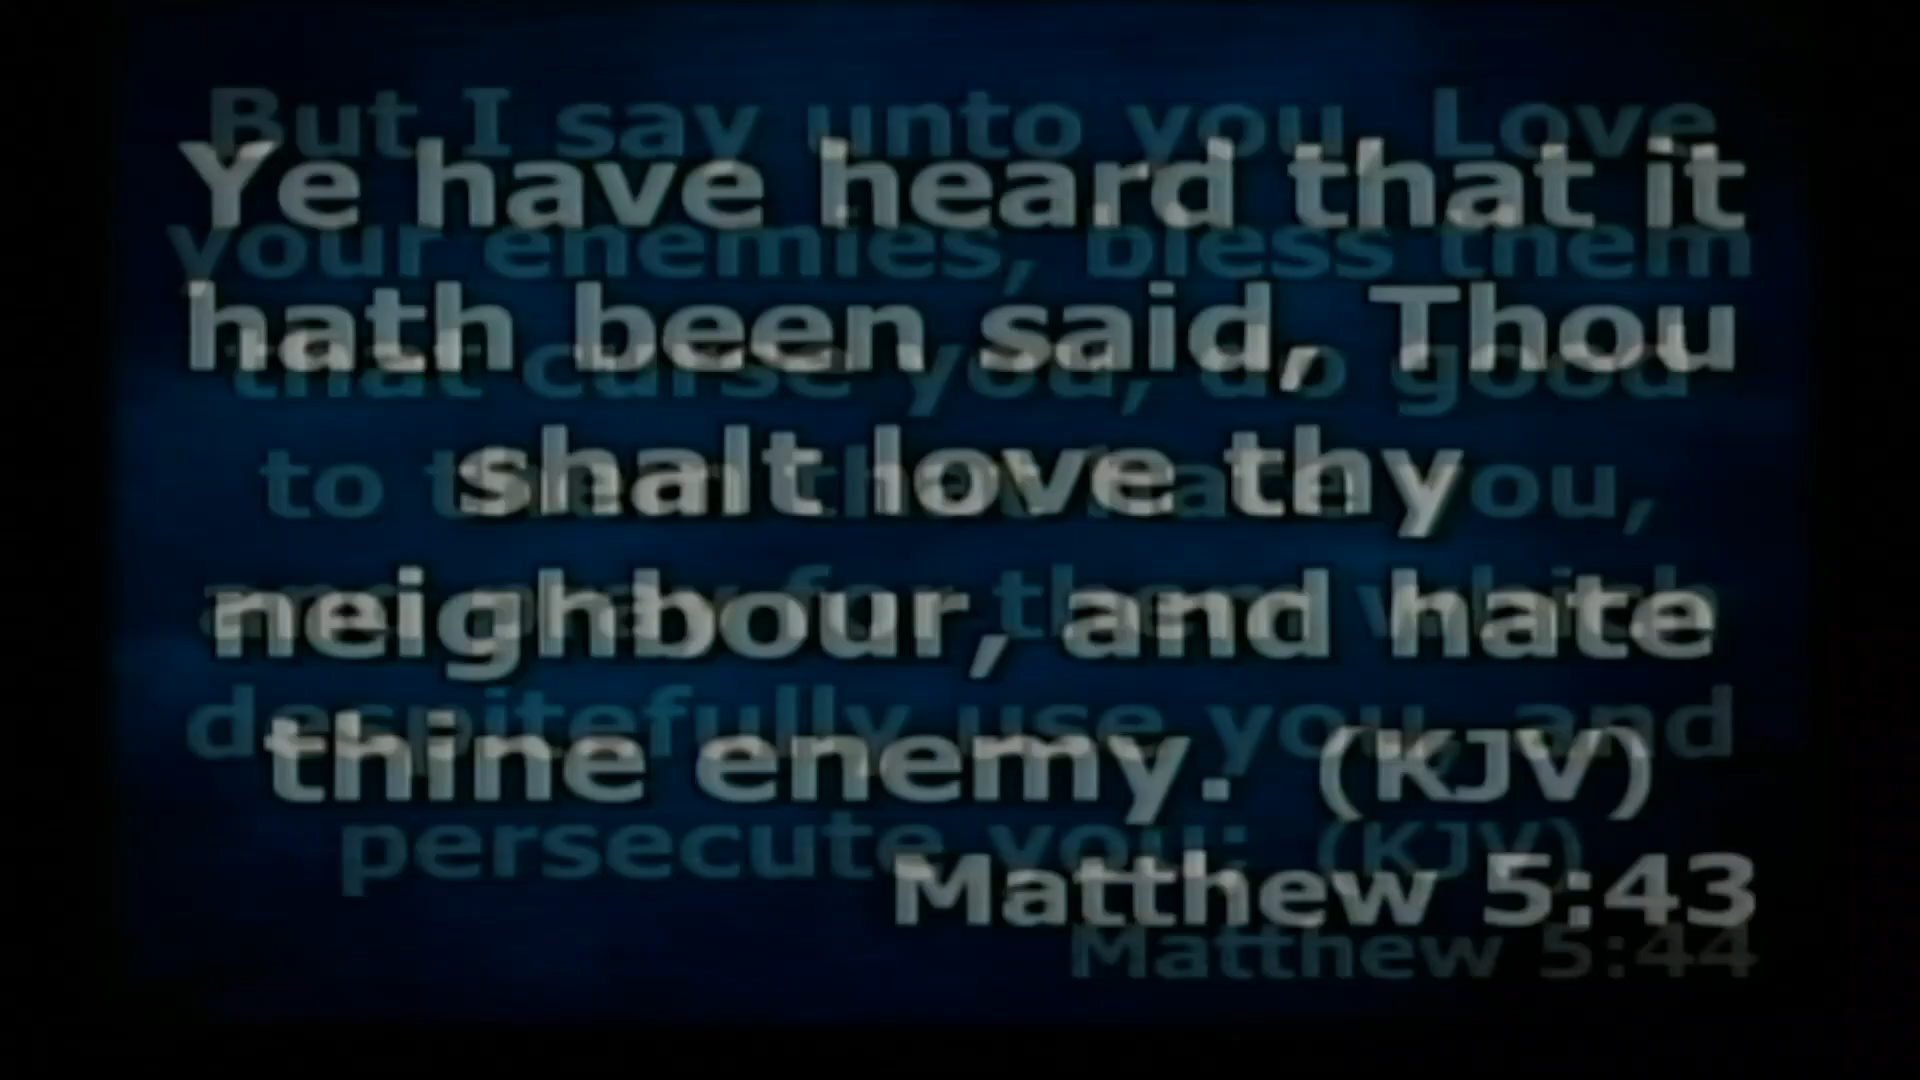 Ye have heard that it
hath been said, Thou
shalt love thy
neighbour, and hate
thine enemy. (KJV)
Matthew 5:43
But I say unto you, Love
your enemies, bless them
that curse you, do good
to them that hate you,
and pray for them which
despitefully use you, and
persecute you; (KJV)
Matthew 5:44